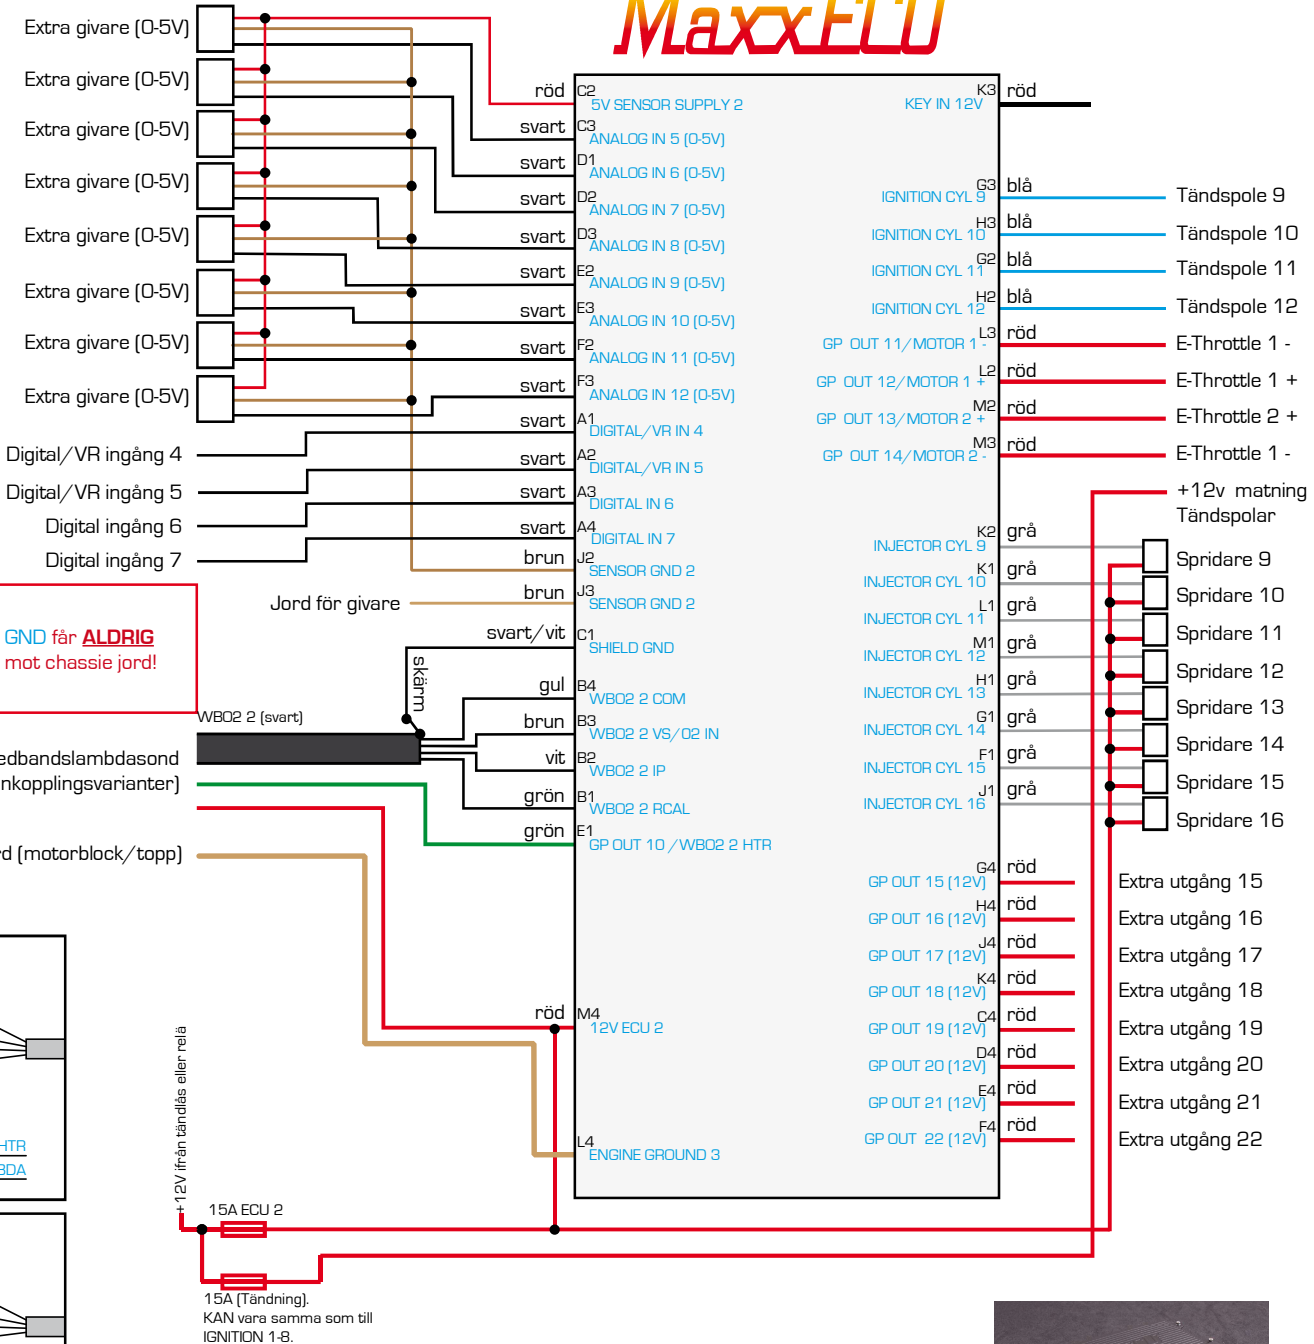 MaxxECU
Extra givare (0-5V)
Extra givare (0-5V)
Extra givare (0-5V)
Extra givare (0-5V)
Extra givare (0-5V)
Extra givare (0-5V)
Extra givare (0-5V)
Extra givare (0-5V)
Digital/VR ingång 4
Digital/VR ingång 5
Digital ingång 6
Digital ingång 7
Jord för givare
GND får ALDRIG
mot chassie jord!
skärm
WBO2 2 (svart)
edbandslambdasond
nkopplingsvarianter)
rd (motorblock/topp)
HTR
BDA
röd C2
5V SENSOR SUPPLY 2
svart C3
ANALOG IN 5 (0-5V)
svart D1
ANALOG IN 6 (0-5V)
svart D2
ANALOG IN 7 (0-5V)
svart D3
ANALOG IN 8 (0-5V)
svart E2
ANALOG IN 9 (0-5V)
svart E3
ANALOG IN 10 (0-5V)
svart F2
ANALOG IN 11 (0-5V)
svart F3
ANALOG IN 12 (0-5V)
svart A1
DIGITAL/VR IN 4
svart A2
DIGITAL/VR IN 5
svart A3
DIGITAL IN 6
svart A4
DIGITAL IN 7
brun J2
SENSOR GND 2
brun J3
SENSOR GND 2
svart/vit C1
SHIELD GND
gul B4
WBO2 2 COM
brun B3
WBO2 2 VS/O2 IN
vit B2
WBO2 2 IP
grön B1
WBO2 2 RCAL
grön E1
GP OUT 10 /WBO2 2 HTR
röd M4
12V ECU 2
L4
ENGINE GROUND 3
K3 röd
KEY IN 12V
G3 blå
IGNITION CYL 9 Tändspole 9
H3 blå
IGNITION CYL 10 Tändspole 10
G2 blå
IGNITION CYL 11 Tändspole 11
H2 blå
IGNITION CYL 12 Tändspole 12
L3 röd
GP OUT 11/MOTOR 1 - E-Throttle 1 -
L2 röd
GP OUT 12/MOTOR 1 + E-Throttle 1 +
M2 röd
GP OUT 13/MOTOR 2 + E-Throttle 2 +
M3 röd
GP OUT 14/MOTOR 2 - E-Throttle 1 -
+12v matning
Tändspolar
K2 grå
INJECTOR CYL 9 Spridare 9
K1 grå
INJECTOR CYL 10 Spridare 10
L1 grå
INJECTOR CYL 11 Spridare 11
M1 grå
INJECTOR CYL 12 Spridare 12
H1 grå
INJECTOR CYL 13 Spridare 13
G1 grå
INJECTOR CYL 14 Spridare 14
F1 grå
INJECTOR CYL 15 Spridare 15
J1 grå
INJECTOR CYL 16 Spridare 16
G4 röd
GP OUT 15 (12V) Extra utgång 15
H4 röd
GP OUT 16 (12V) Extra utgång 16
J4 röd
GP OUT 17 (12V) Extra utgång 17
K4 röd
GP OUT 18 (12V) Extra utgång 18
C4 röd
GP OUT 19 (12V) Extra utgång 19
D4 röd
GP OUT 20 (12V) Extra utgång 20
E4 röd
GP OUT 21 (12V) Extra utgång 21
F4 röd
GP OUT 22 (12V) Extra utgång 22
+12V ifrån tändlås eller relä
15A ECU 2
15A (Tändning).
KAN vara samma som till
IGNITION 1-8.